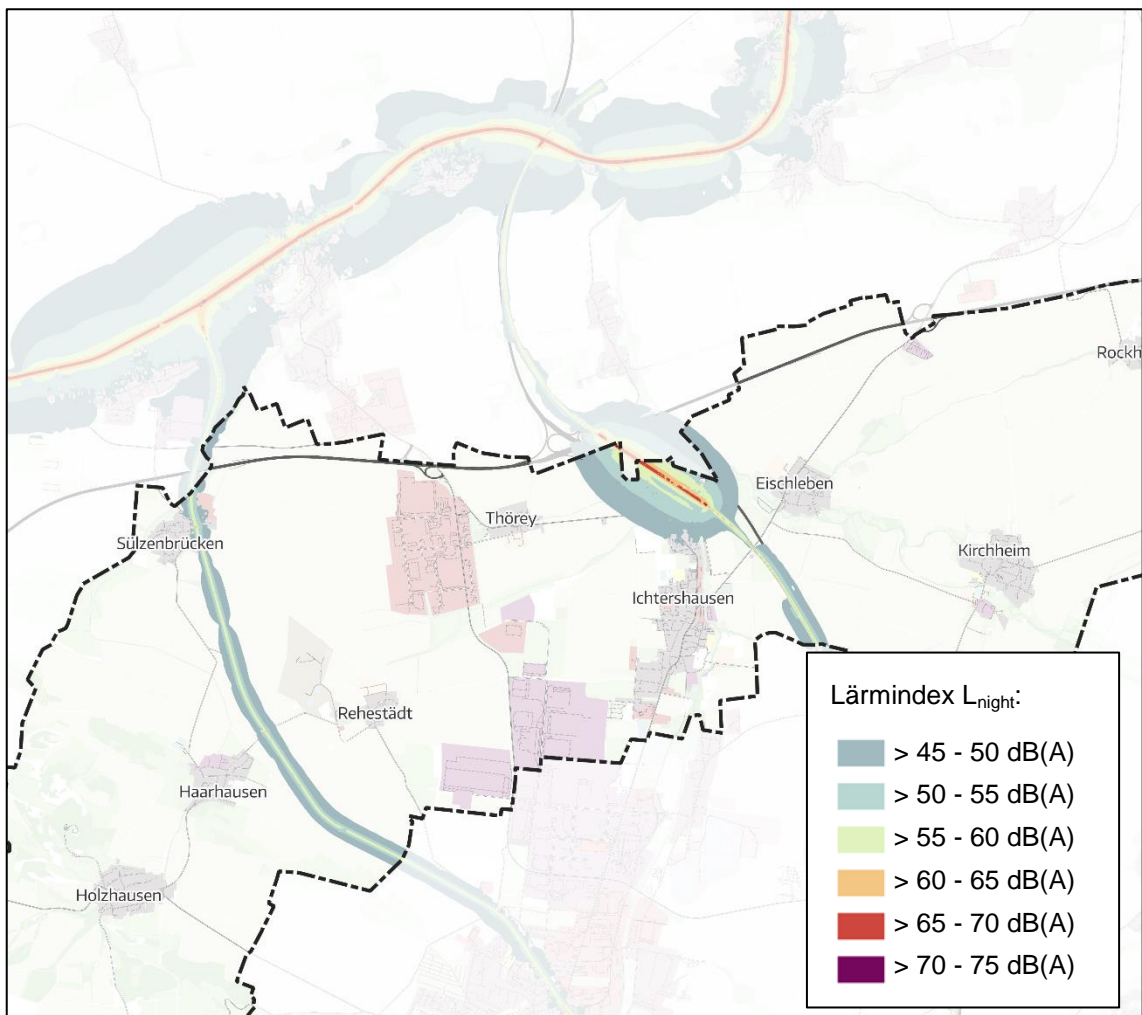 Rockh
Eischleben
Thörey
Sülzenbrücken
Kirchheim
Ichtershausen
Rehestädt
Haarhausen
Holzhausen
Lärmindex Lnight:
> 45 - 50 dB(A)
> 50 - 55 dB(A)
> 55 - 60 dB(A)
> 60 - 65 dB(A)
> 65 - 70 dB(A)
> 70 - 75 dB(A)